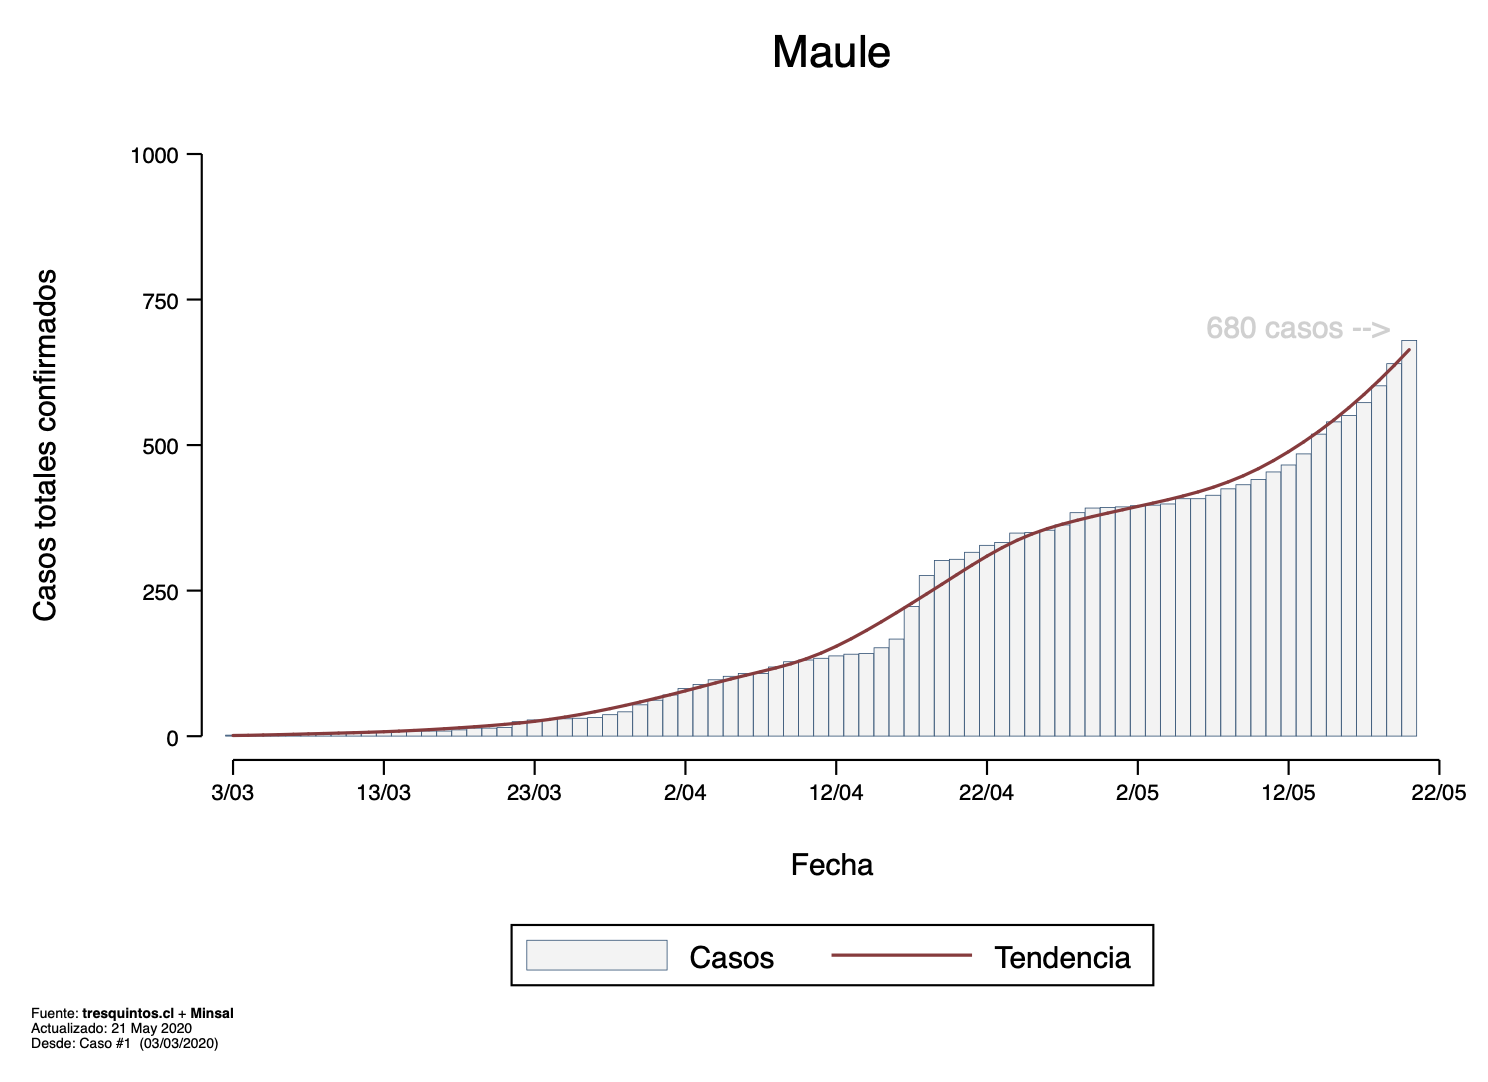 Maule
Casos totales confirmados
1000
750
500
250
0
680 casos -->
3/03 13/03 23/03 2/04 12/04 22/04 2/05 12/05 22/05
Fecha
Casos Tendencia
Fuente: tresquintos.cl + Minsal
Actualizado: 21 May 2020
Desde: Caso #1 (03/03/2020)